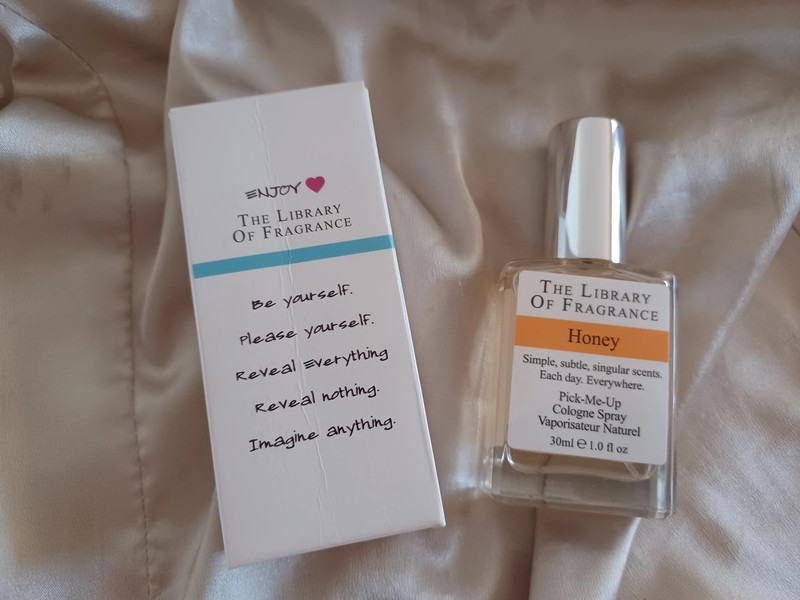 ENJOY
THE LIBRARY
OF FRAGRANCE
Be yourself.
Please yourself.
Reveal Everything
Reveal nothing.
Imagine anything.
THE LIBRARY
OF FRAGRANCE
Honey
Simple, subtle, singular scents.
Each day. Everywhere.
Pick-Me-Up
Cologne Spray
Vaporisateur Naturel
30ml ℮ 1.0 fl oz